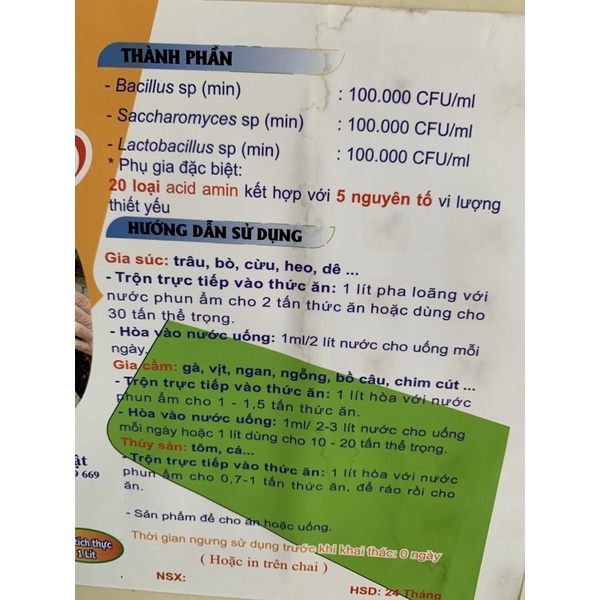 THÀNH PHẦN
- Bacillus sp (min) : 100.000 CFU/ml
- Saccharomyces sp (min) : 100.000 CFU/ml
- Lactobacillus sp (min) : 100.000 CFU/ml
* Phụ gia đặc biệt:
20 loại acid amin kết hợp với 5 nguyên tố vi lượng
thiết yếu
HƯỚNG DẪN SỬ DỤNG
Gia súc: trâu, bò, cừu, heo, dê ...
- Trộn trực tiếp vào thức ăn: 1 lít pha loãng với
nước phun ẩm cho 2 tấn thức ăn hoặc dùng cho
30 tấn thể trọng.
- Hòa vào nước uống: 1ml/2 lít nước cho uống mỗi
ngày.
Gia cầm: gà, vịt, ngan, ngỗng, bồ câu, chim cút ...
- Trộn trực tiếp vào thức ăn: 1 lít hòa với nước
phun ẩm cho 1 - 1,5 tấn thức ăn.
- Hòa vào nước uống: 1ml/ 2-3 lít nước cho uống
mỗi ngày hoặc 1 lít dùng cho 10 - 20 tấn thể trọng.
Thủy sản: tôm, cá...
- Trộn trực tiếp vào thức ăn: 1 lít hòa với nước
phun ẩm cho 0,7-1 tấn thức ăn, để ráo rồi cho
ăn.
- Sản phẩm để cho ăn hoặc uống.
Thời gian ngưng sử dụng trước khi khai thác: 0 ngày
( Hoặc in trên chai )
NSX: HSD: 24 Tháng
ật
9 669
tích thực
1 Lít